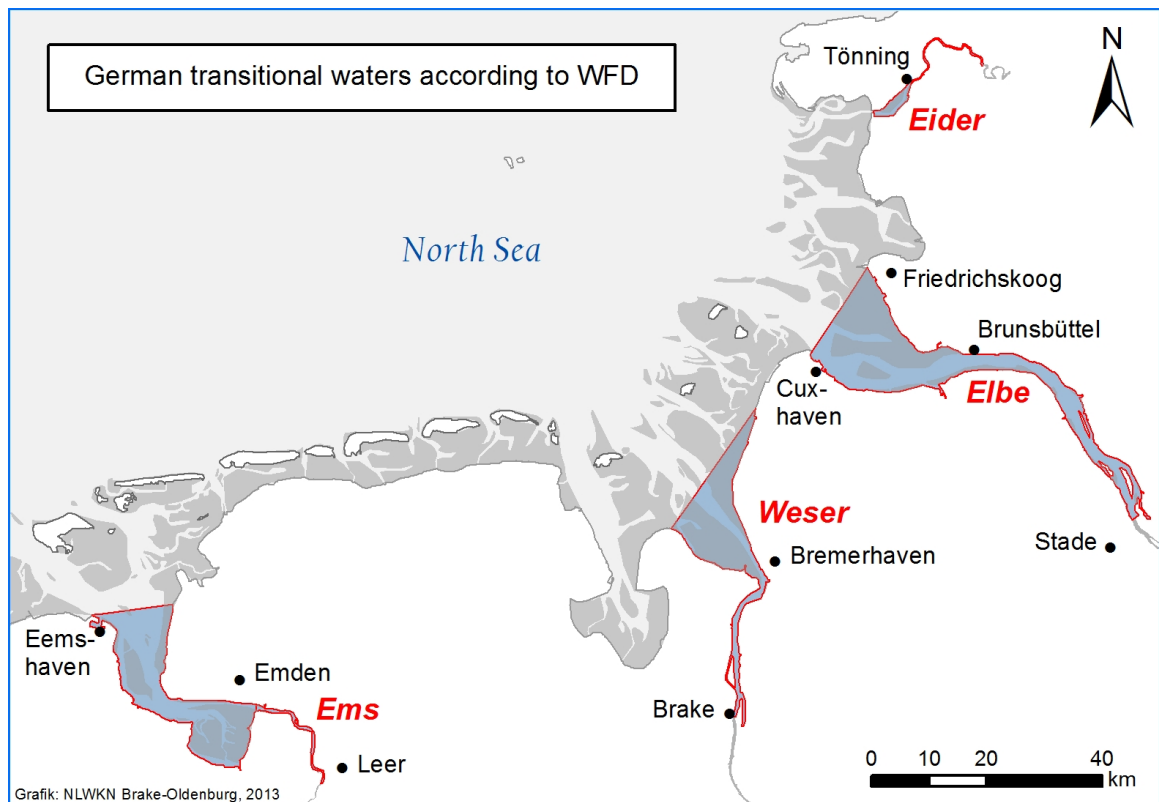 German transitional waters according to WFD
N
Tönning
Eider
North Sea
Friedrichskoog
Brunsbüttel
Cux-
haven
Elbe
Weser
Stade
Bremerhaven
Eems-
haven
Emden
Ems
Brake
Leer
0 10 20 40
km
Grafik: NLWKN Brake-Oldenburg, 2013